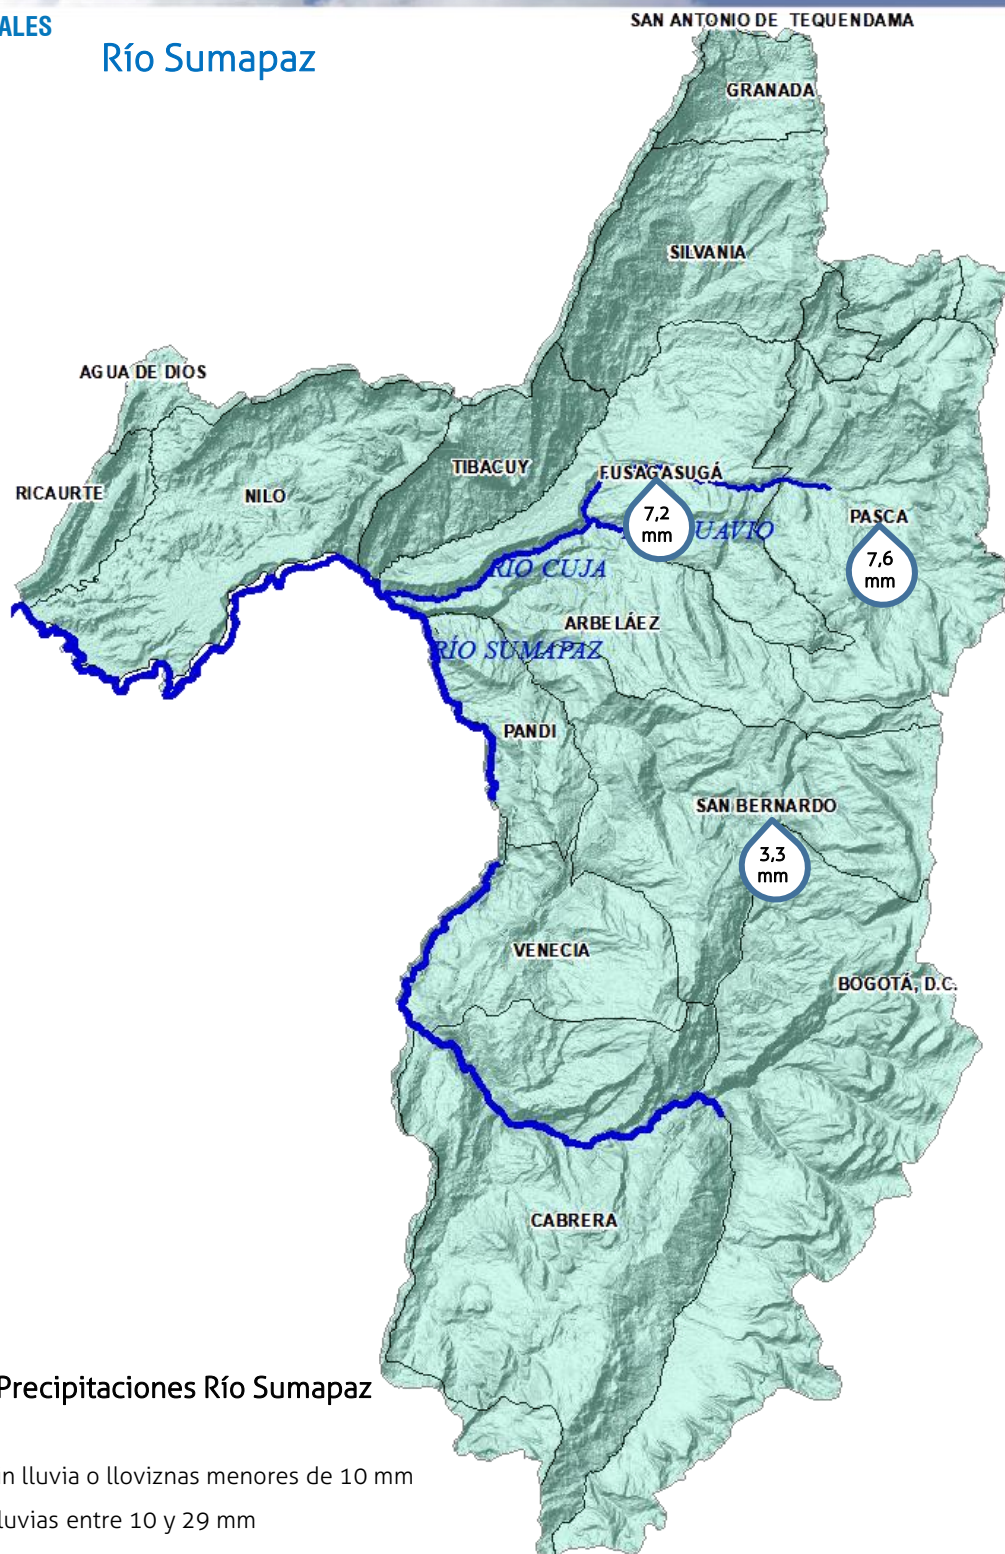 ALES
Río Sumapaz
SAN ANTONIO DE TEQUENDAMA
GRANADA
SILVANIA
AGUA DE DIOS
RICAURTE
NILO
TIBACUY
FUSAGASUGÁ
7,2
mm
UAVIO
PASCA
7,6
mm
RÍO CUJA
ARBELÁEZ
RÍO SUMAPAZ
PANDI
SAN BERNARDO
3,3
mm
VENECIA
BOGOTÁ, D.C.
CABRERA
Precipitaciones Río Sumapaz
an lluvia o lloviznas menores de 10 mm
lluvias entre 10 y 29 mm